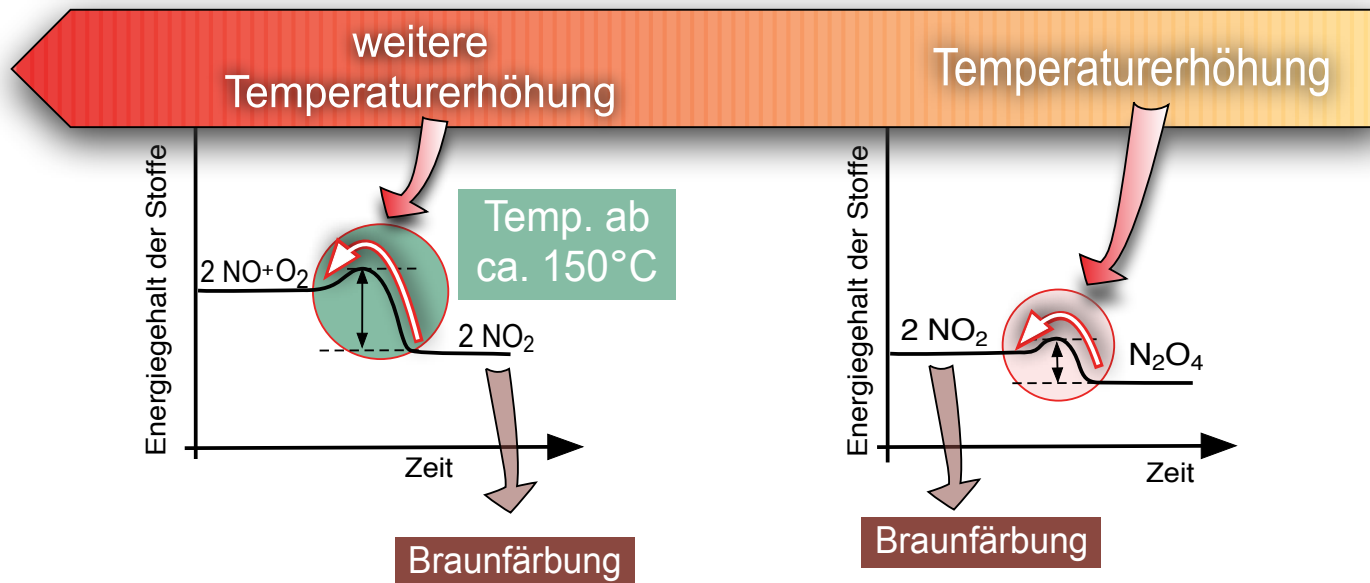 weitere
Temperaturerhöhung
Temperaturerhöhung
Energiegehalt der Stoffe
2 NO+O₂
Temp. ab
ca. 150°C
2 NO₂
Zeit
Braunfärbung
Energiegehalt der Stoffe
2 NO₂
N₂O₄
Zeit
Braunfärbung